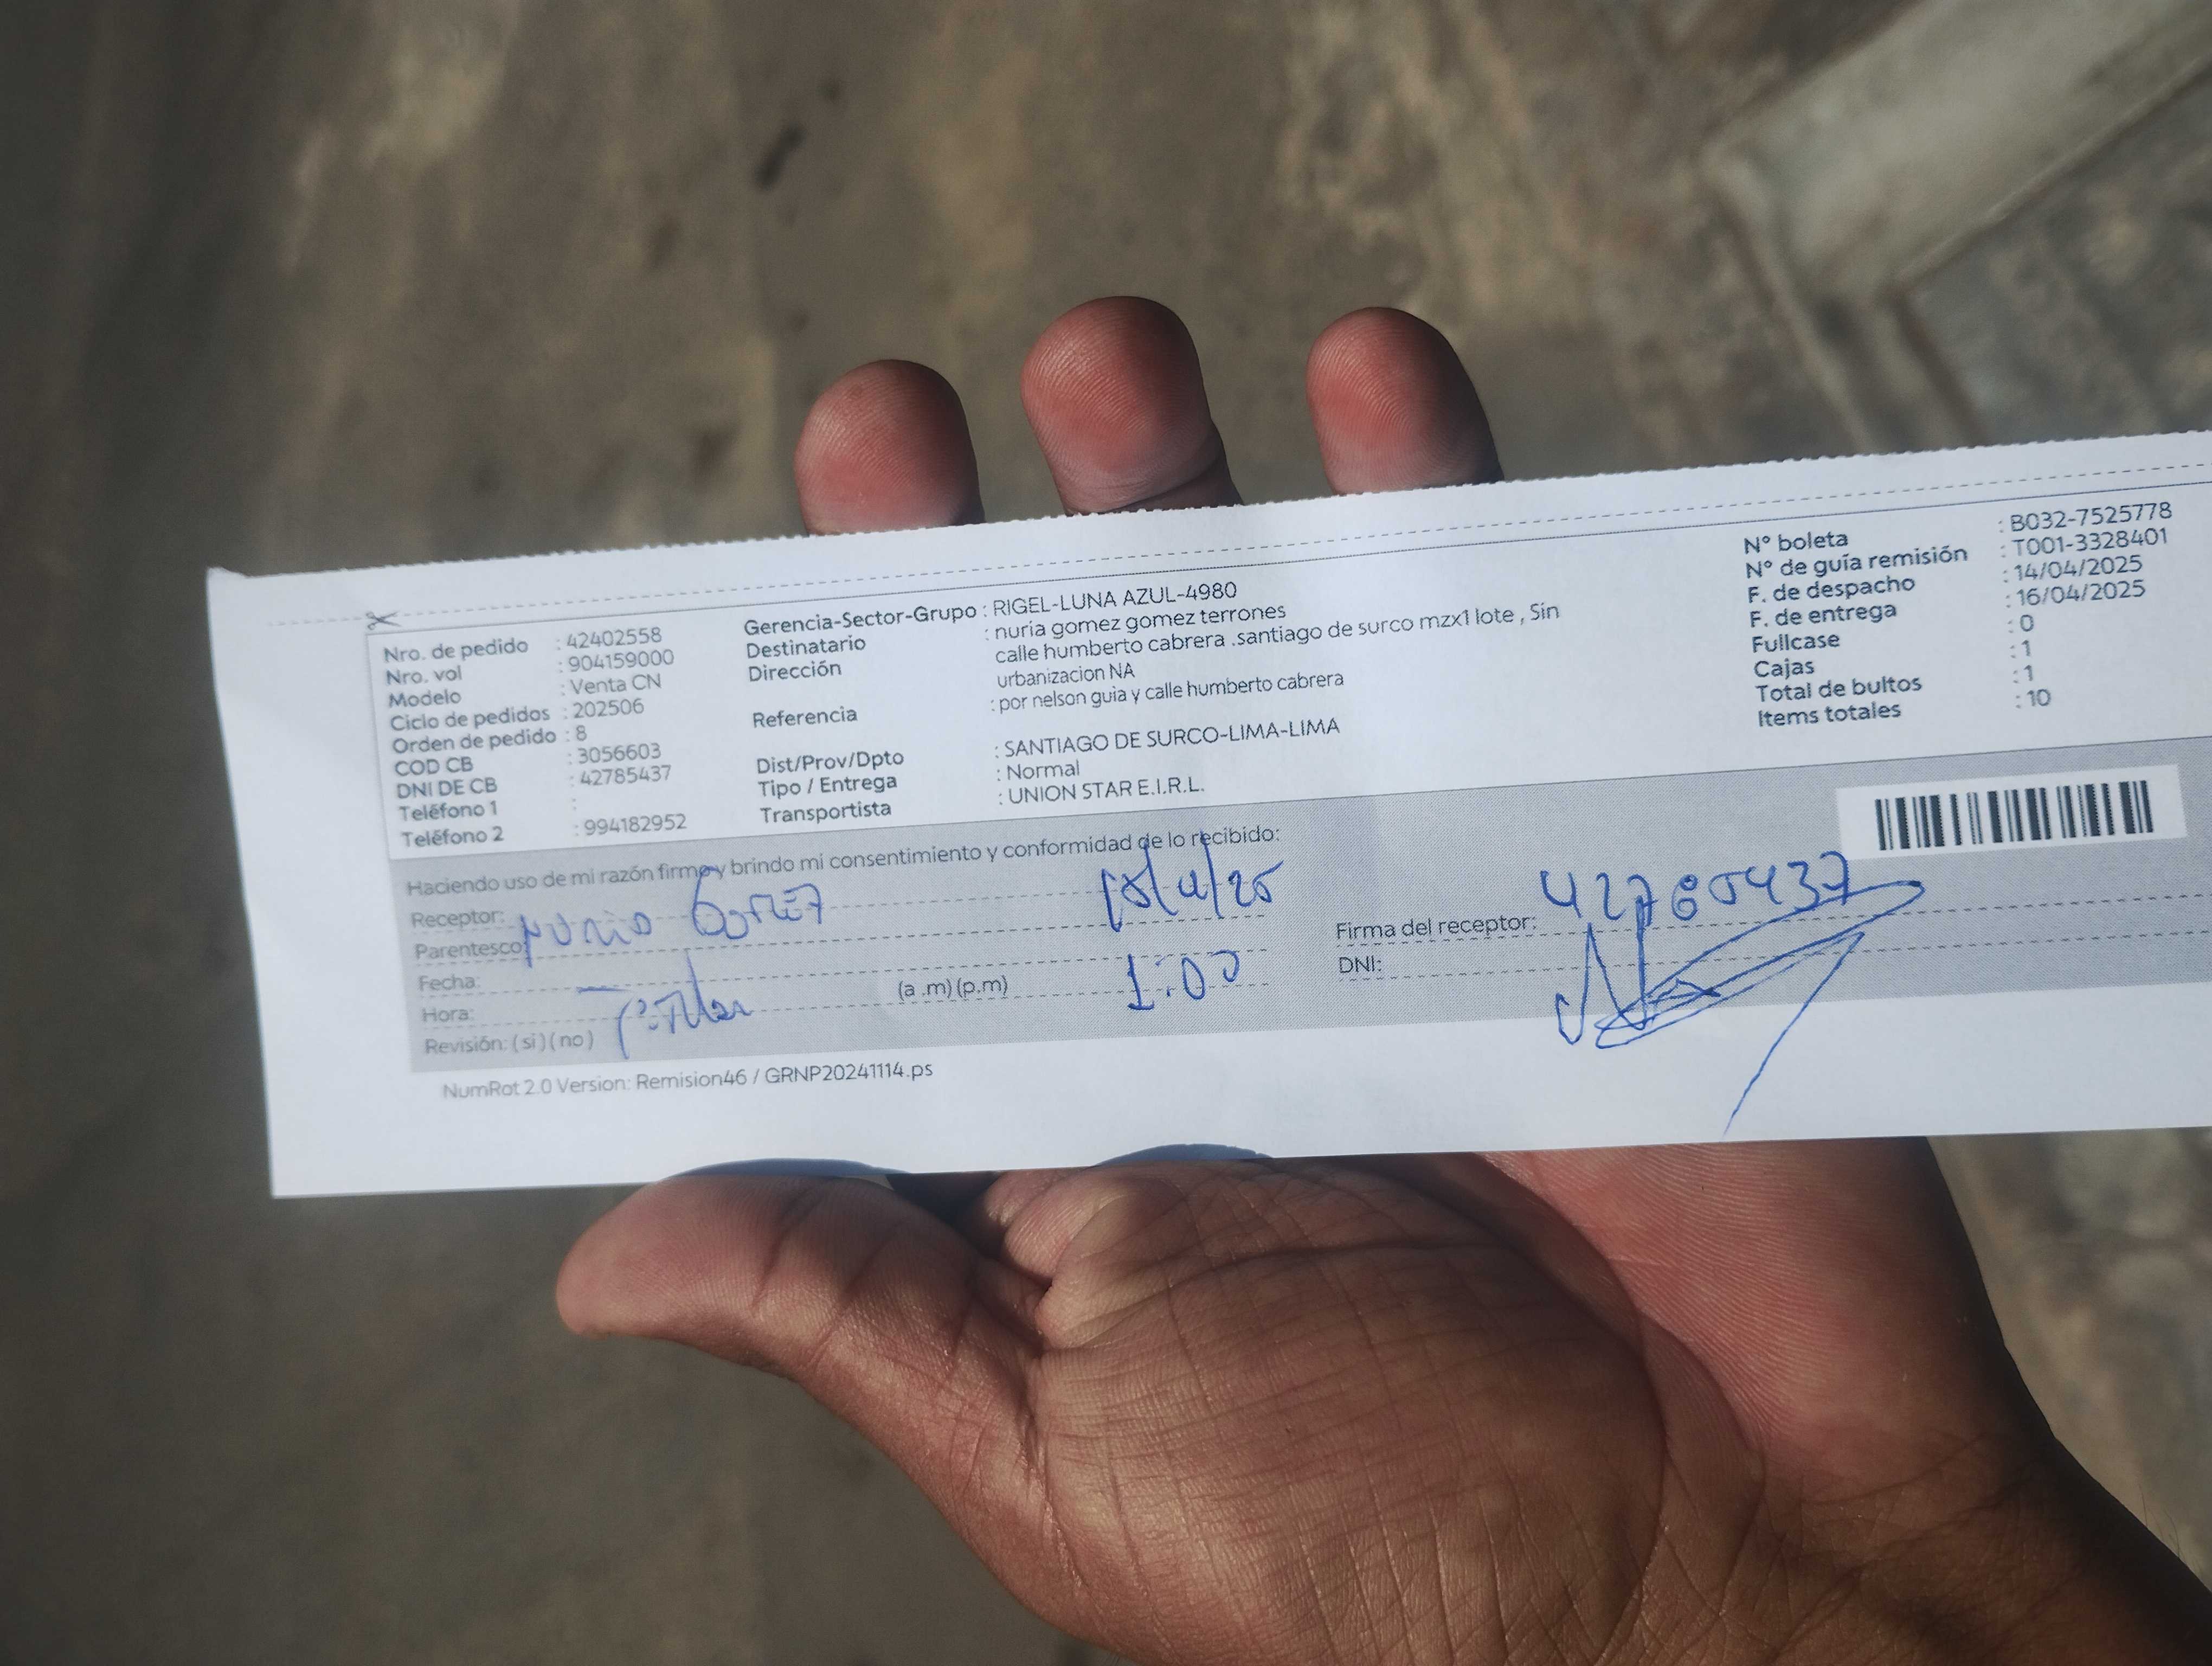 Nro. de pedido : 42402558
Nro. vol : 904159000
Modelo : Venta CN
Ciclo de pedidos : 202506
Orden de pedido : 8
COD CB : 3056603
DNI DE CB : 42785437
Teléfono 1 :
Teléfono 2 : 994182952
Gerencia-Sector-Grupo : RIGEL-LUNA AZUL-4980
Destinatario : nuria gomez gomez terrones
Dirección calle humberto cabrera .santiago de surco mzx1 lote , Sin
urbanizacion NA
Referencia : por nelson guia y calle humberto cabrera
Dist/Prov/Dpto : SANTIAGO DE SURCO-LIMA-LIMA
Tipo / Entrega : Normal
Transportista : UNION STAR E.I.R.L.
N° boleta : B032-7525778
N° de guía remisión : T001-3328401
F. de despacho : 14/04/2025
F. de entrega : 16/04/2025
Fullcase : 0
Cajas : 1
Total de bultos : 1
Items totales : 10
Haciendo uso de mi razón firmo y brindo mi consentimiento y conformidad de lo recibido:
Receptor:
Parentesco:
Fecha:
Hora: (a .m) (p.m) 1:00
Revisión: ( si ) ( no )
Firma del receptor:
DNI:
NumRot 2.0 Version: Remision46 / GRNP20241114.ps